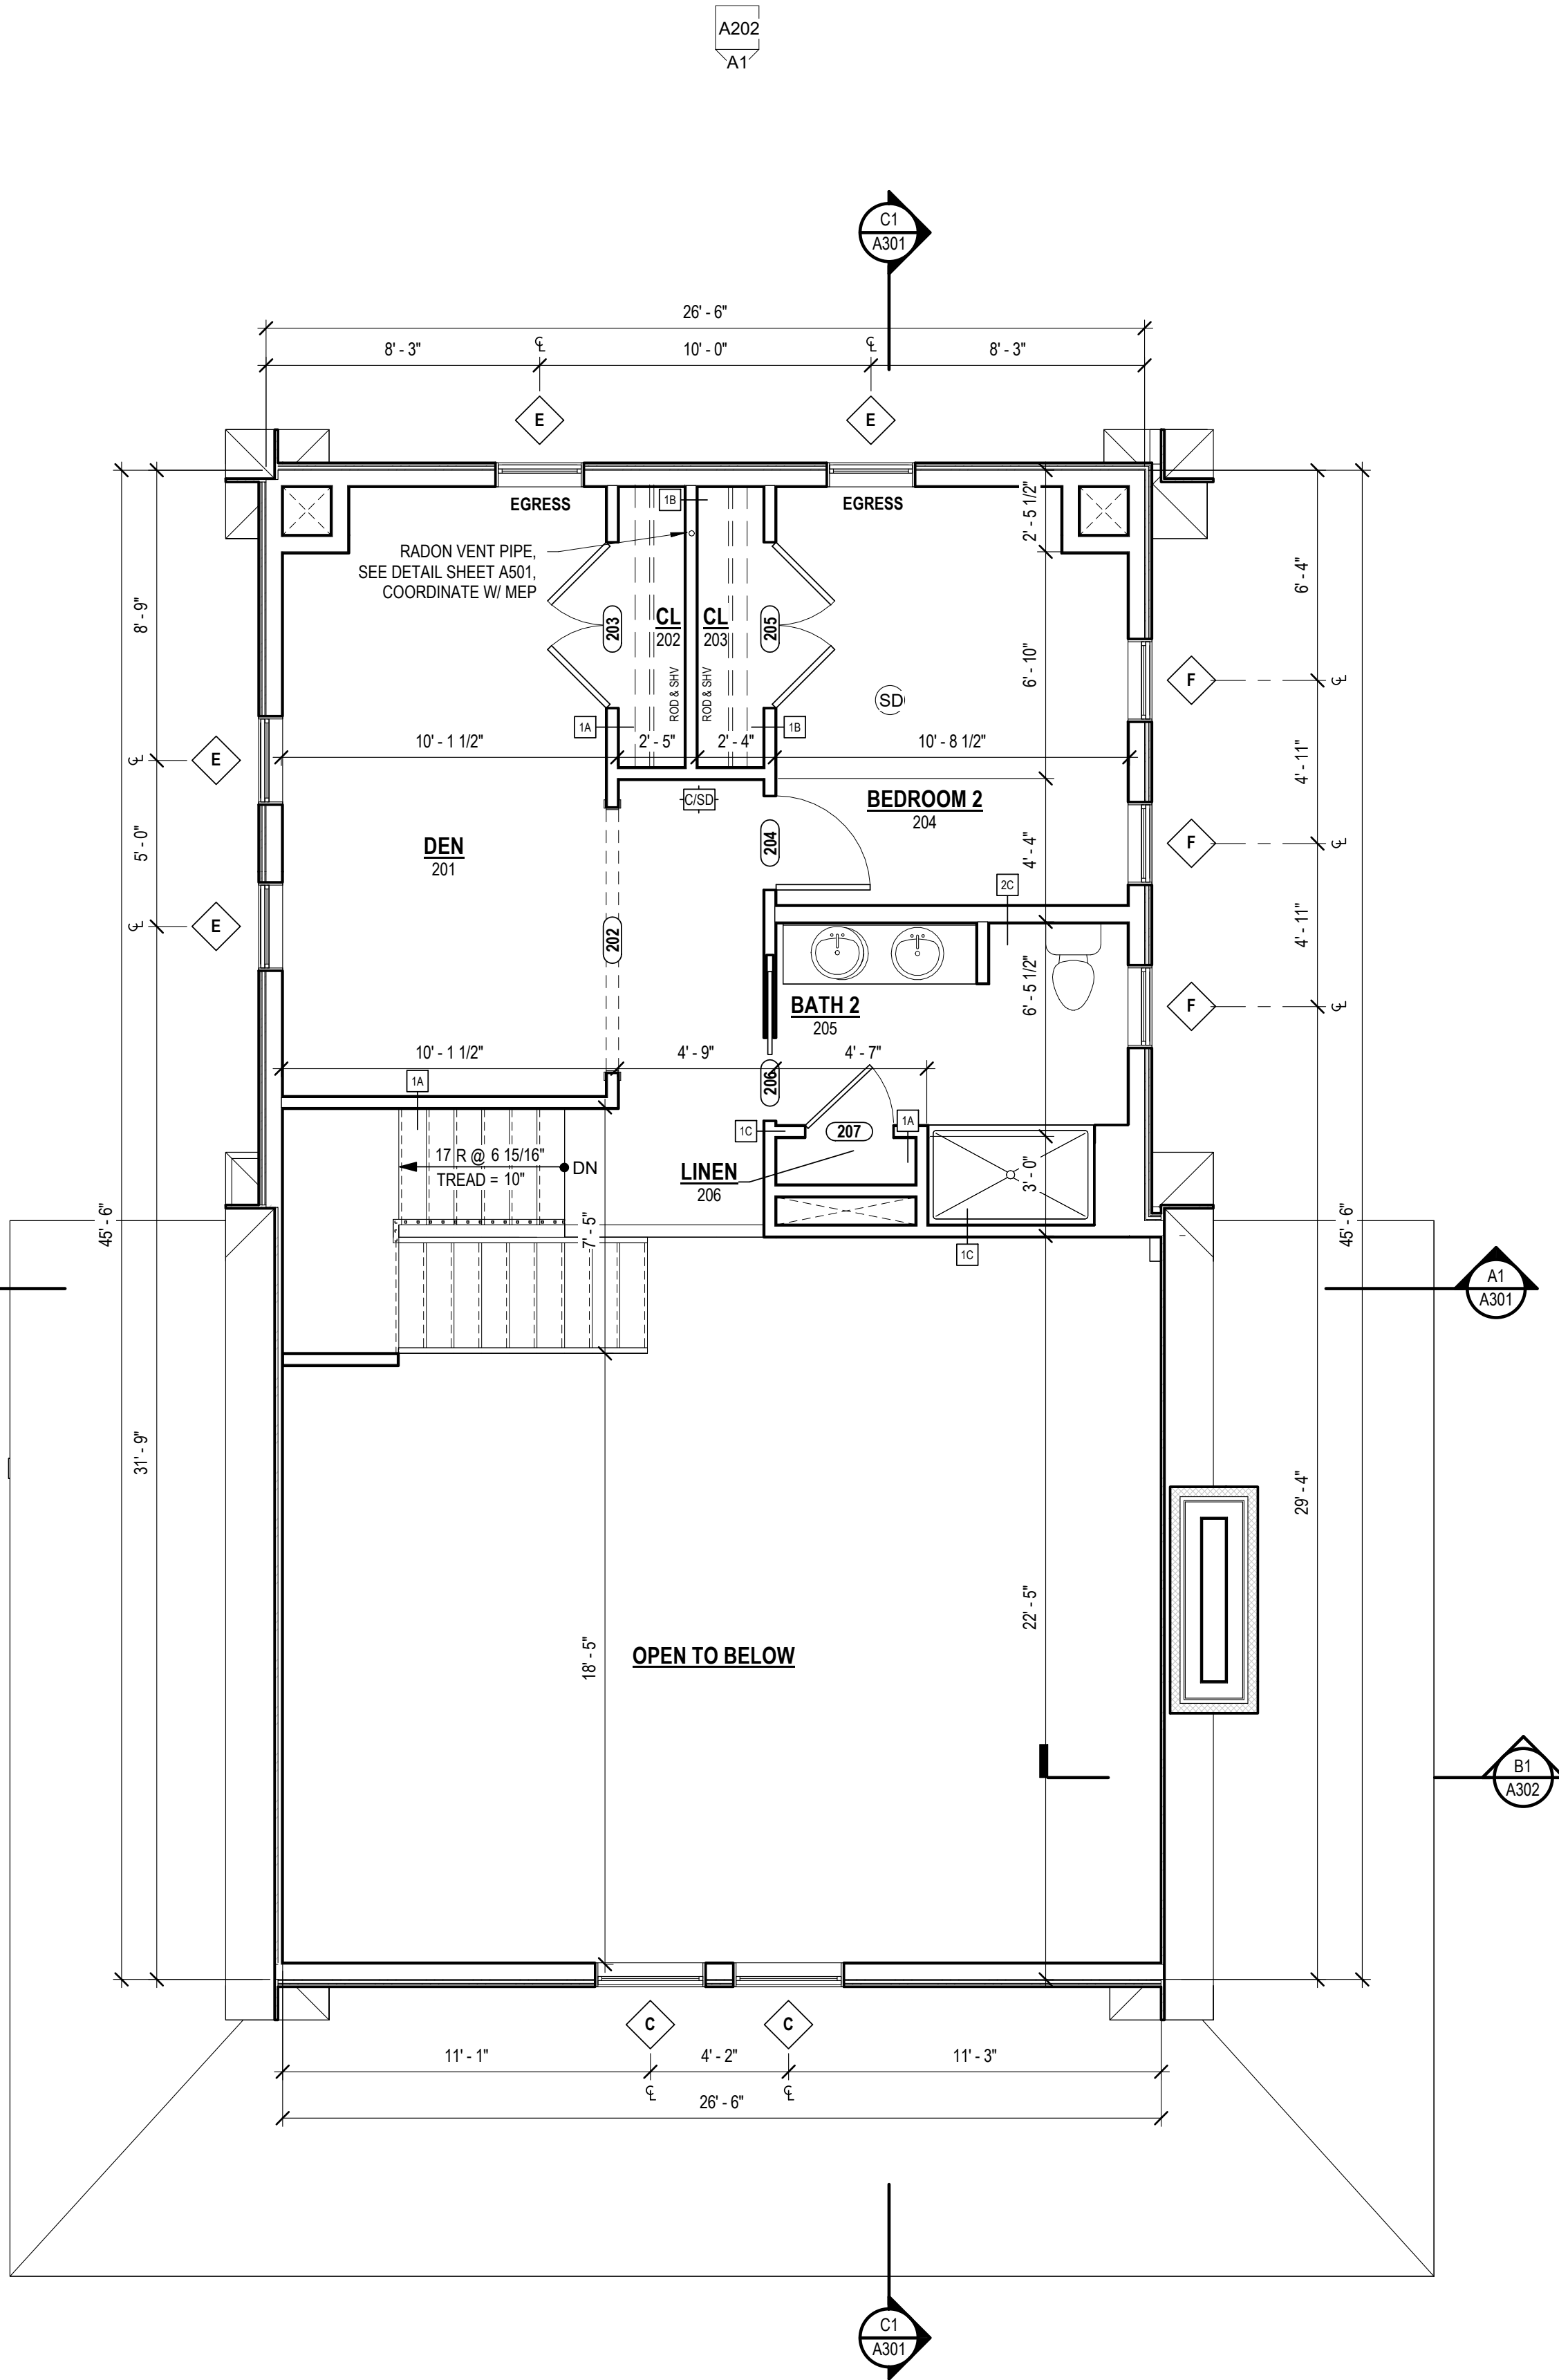 A202
A1
C1
A301
26' - 6"
8' - 3"
10' - 0"
8' - 3"
E
E
EGRESS
EGRESS
1B
2' - 5 1/2"
RADON VENT PIPE,
SEE DETAIL SHEET A501,
COORDINATE W/ MEP
8' - 9"
6' - 4"
203
CL
202
CL
203
205
6' - 10"
ROD & SHV
ROD & SHV
SD
F
1A
1B
10' - 1 1/2"
2' - 5"
2' - 4"
10' - 8 1/2"
E
4' - 11"
C/SD
BEDROOM 2
204
5' - 0"
DEN
201
204
4' - 4"
F
2C
E
202
4' - 11"
6' - 5 1/2"
BATH 2
205
F
10' - 1 1/2"
4' - 9"
4' - 7"
1A
206
1C
207
1A
17 R @ 6 15/16"
TREAD = 10"
DN
LINEN
206
3' - 0"
45' - 6"
7' - 5"
1C
45' - 6"
A1
A301
31' - 9"
29' - 4"
22' - 5"
18' - 5"
OPEN TO BELOW
B1
A302
C
C
11' - 1"
4' - 2"
11' - 3"
26' - 6"
C1
A301